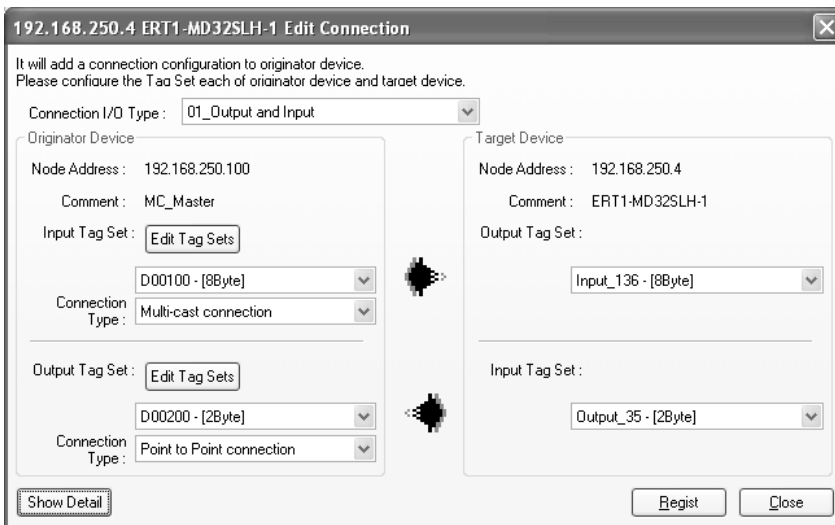 192.168.250.4 ERT1-MD32SLH-1 Edit Connection
It will add a connection configuration to originator device.
Please configure the Tag Set each of originator device and target device.
Connection I/O Type : 01_Output and Input
Originator Device
Node Address : 192.168.250.100
Comment : MC_Master
Input Tag Set : Edit Tag Sets
D00100 - [8Byte]
Connection Type : Multi-cast connection
Output Tag Set : Edit Tag Sets
D00200 - [2Byte]
Connection Type : Point to Point connection
Target Device
Node Address : 192.168.250.4
Comment : ERT1-MD32SLH-1
Output Tag Set :
Input_136 - [8Byte]
Input Tag Set :
Output_35 - [2Byte]
Show Detail
Regist
Close